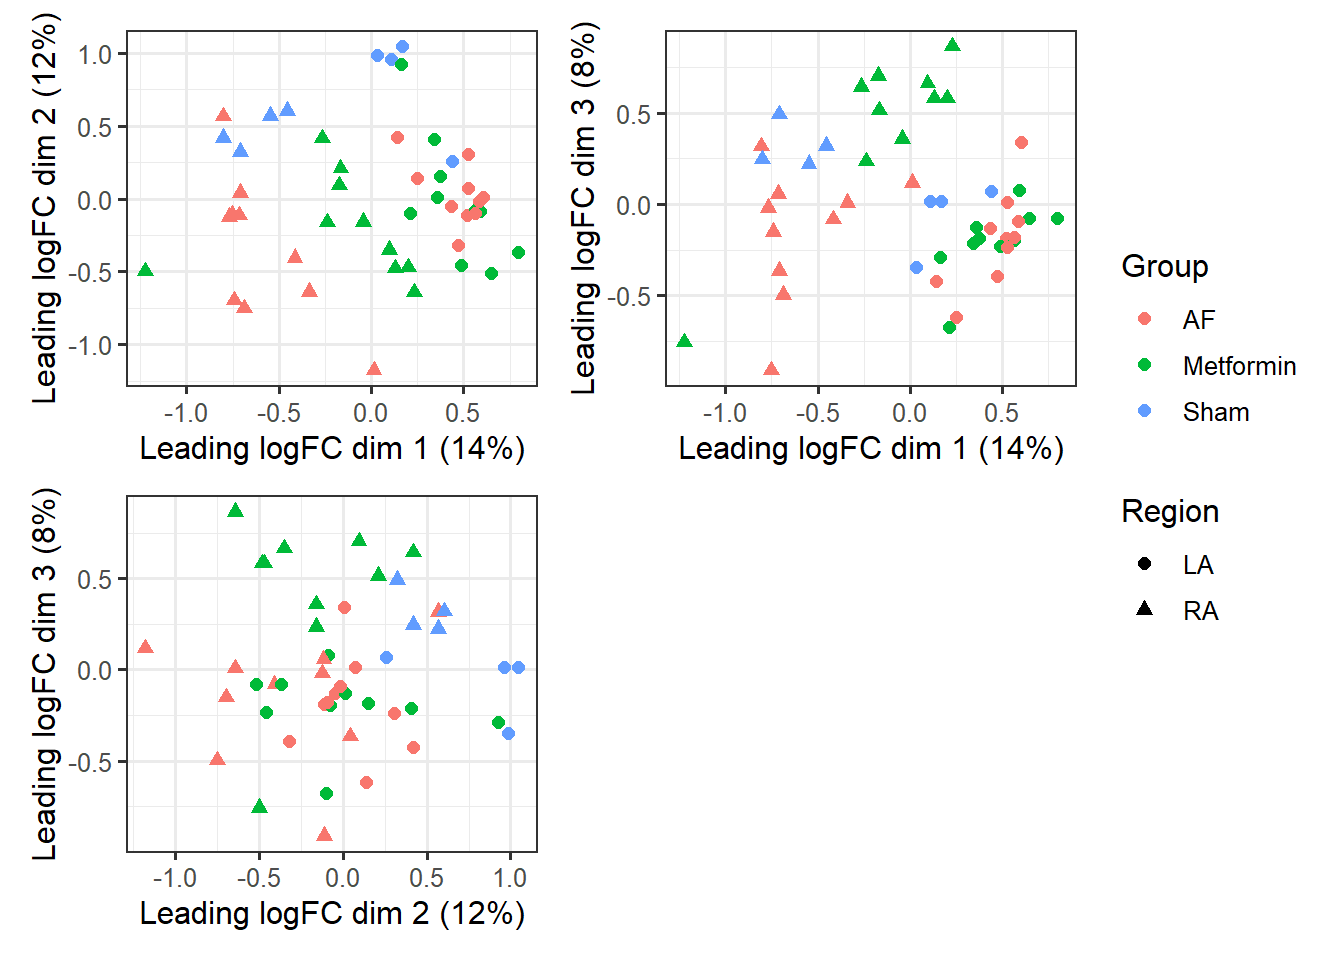 Leading logFC dim 2 (12%)
1.0
0.5
0.0
-0.5
-1.0
-1.0 -0.5 0.0 0.5
Leading logFC dim 1 (14%)
Leading logFC dim 3 (8%)
0.5
0.0
-0.5
-1.0 -0.5 0.0 0.5
Leading logFC dim 1 (14%)
Leading logFC dim 3 (8%)
0.5
0.0
-0.5
-1.0 -0.5 0.0 0.5 1.0
Leading logFC dim 2 (12%)
Group
AF
Metformin
Sham
Region
LA
RA